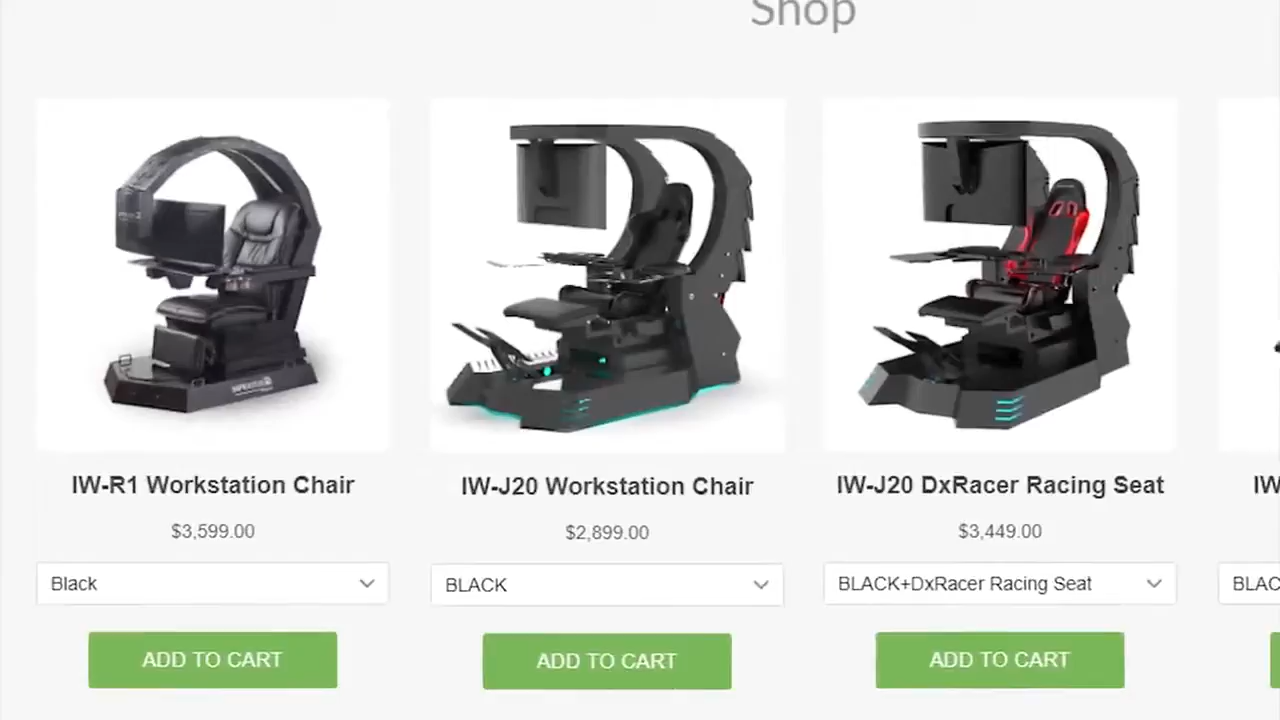 Shop
IW-R1 Workstation Chair
IW-J20 Workstation Chair
IW-J20 DxRacer Racing Seat
$3,599.00
$2,899.00
$3,449.00
Black
BLACK
BLACK+DxRacer Racing Seat
ADD TO CART
ADD TO CART
ADD TO CART